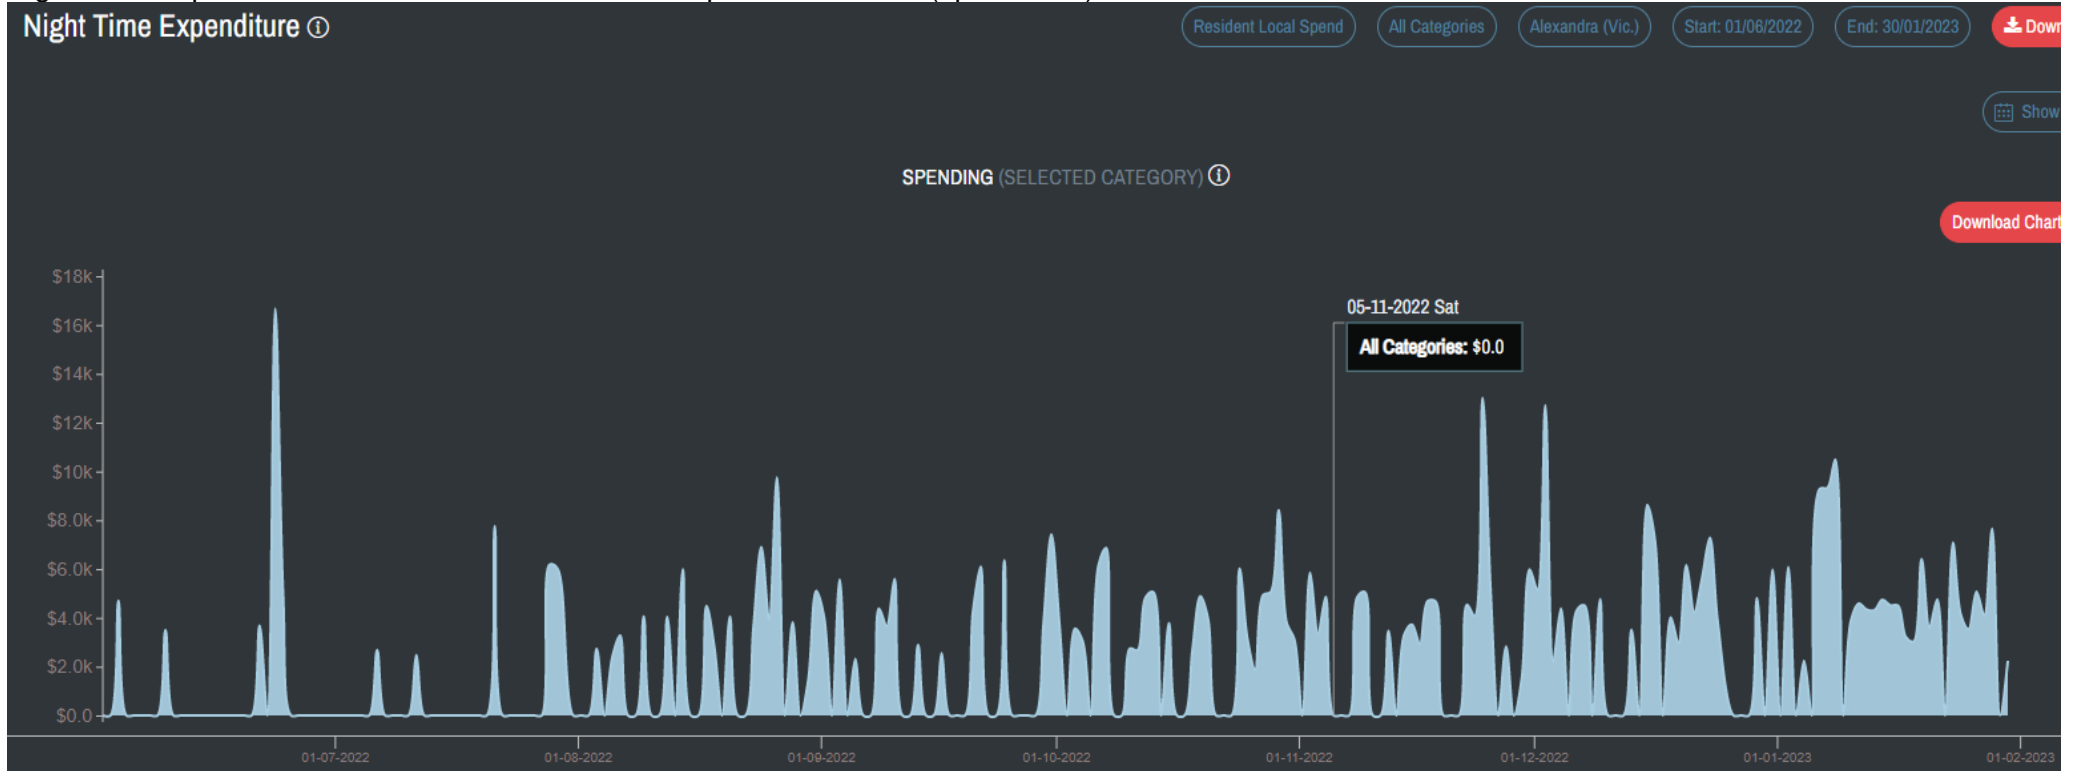 Night Time Expenditure
Resident Local Spend
All Categories
Alexandra (Vic.)
Start: 01/06/2022
End: 30/01/2023
Down
Show
SPENDING (SELECTED CATEGORY)
Download Chart
$18k
$16k
$14k
$12k
$10k
$8.0k
$6.0k
$4.0k
$2.0k
$0.0
05-11-2022 Sat
All Categories: $0.0
01-07-2022
01-08-2022
01-09-2022
01-10-2022
01-11-2022
01-12-2022
01-01-2023
01-02-2023